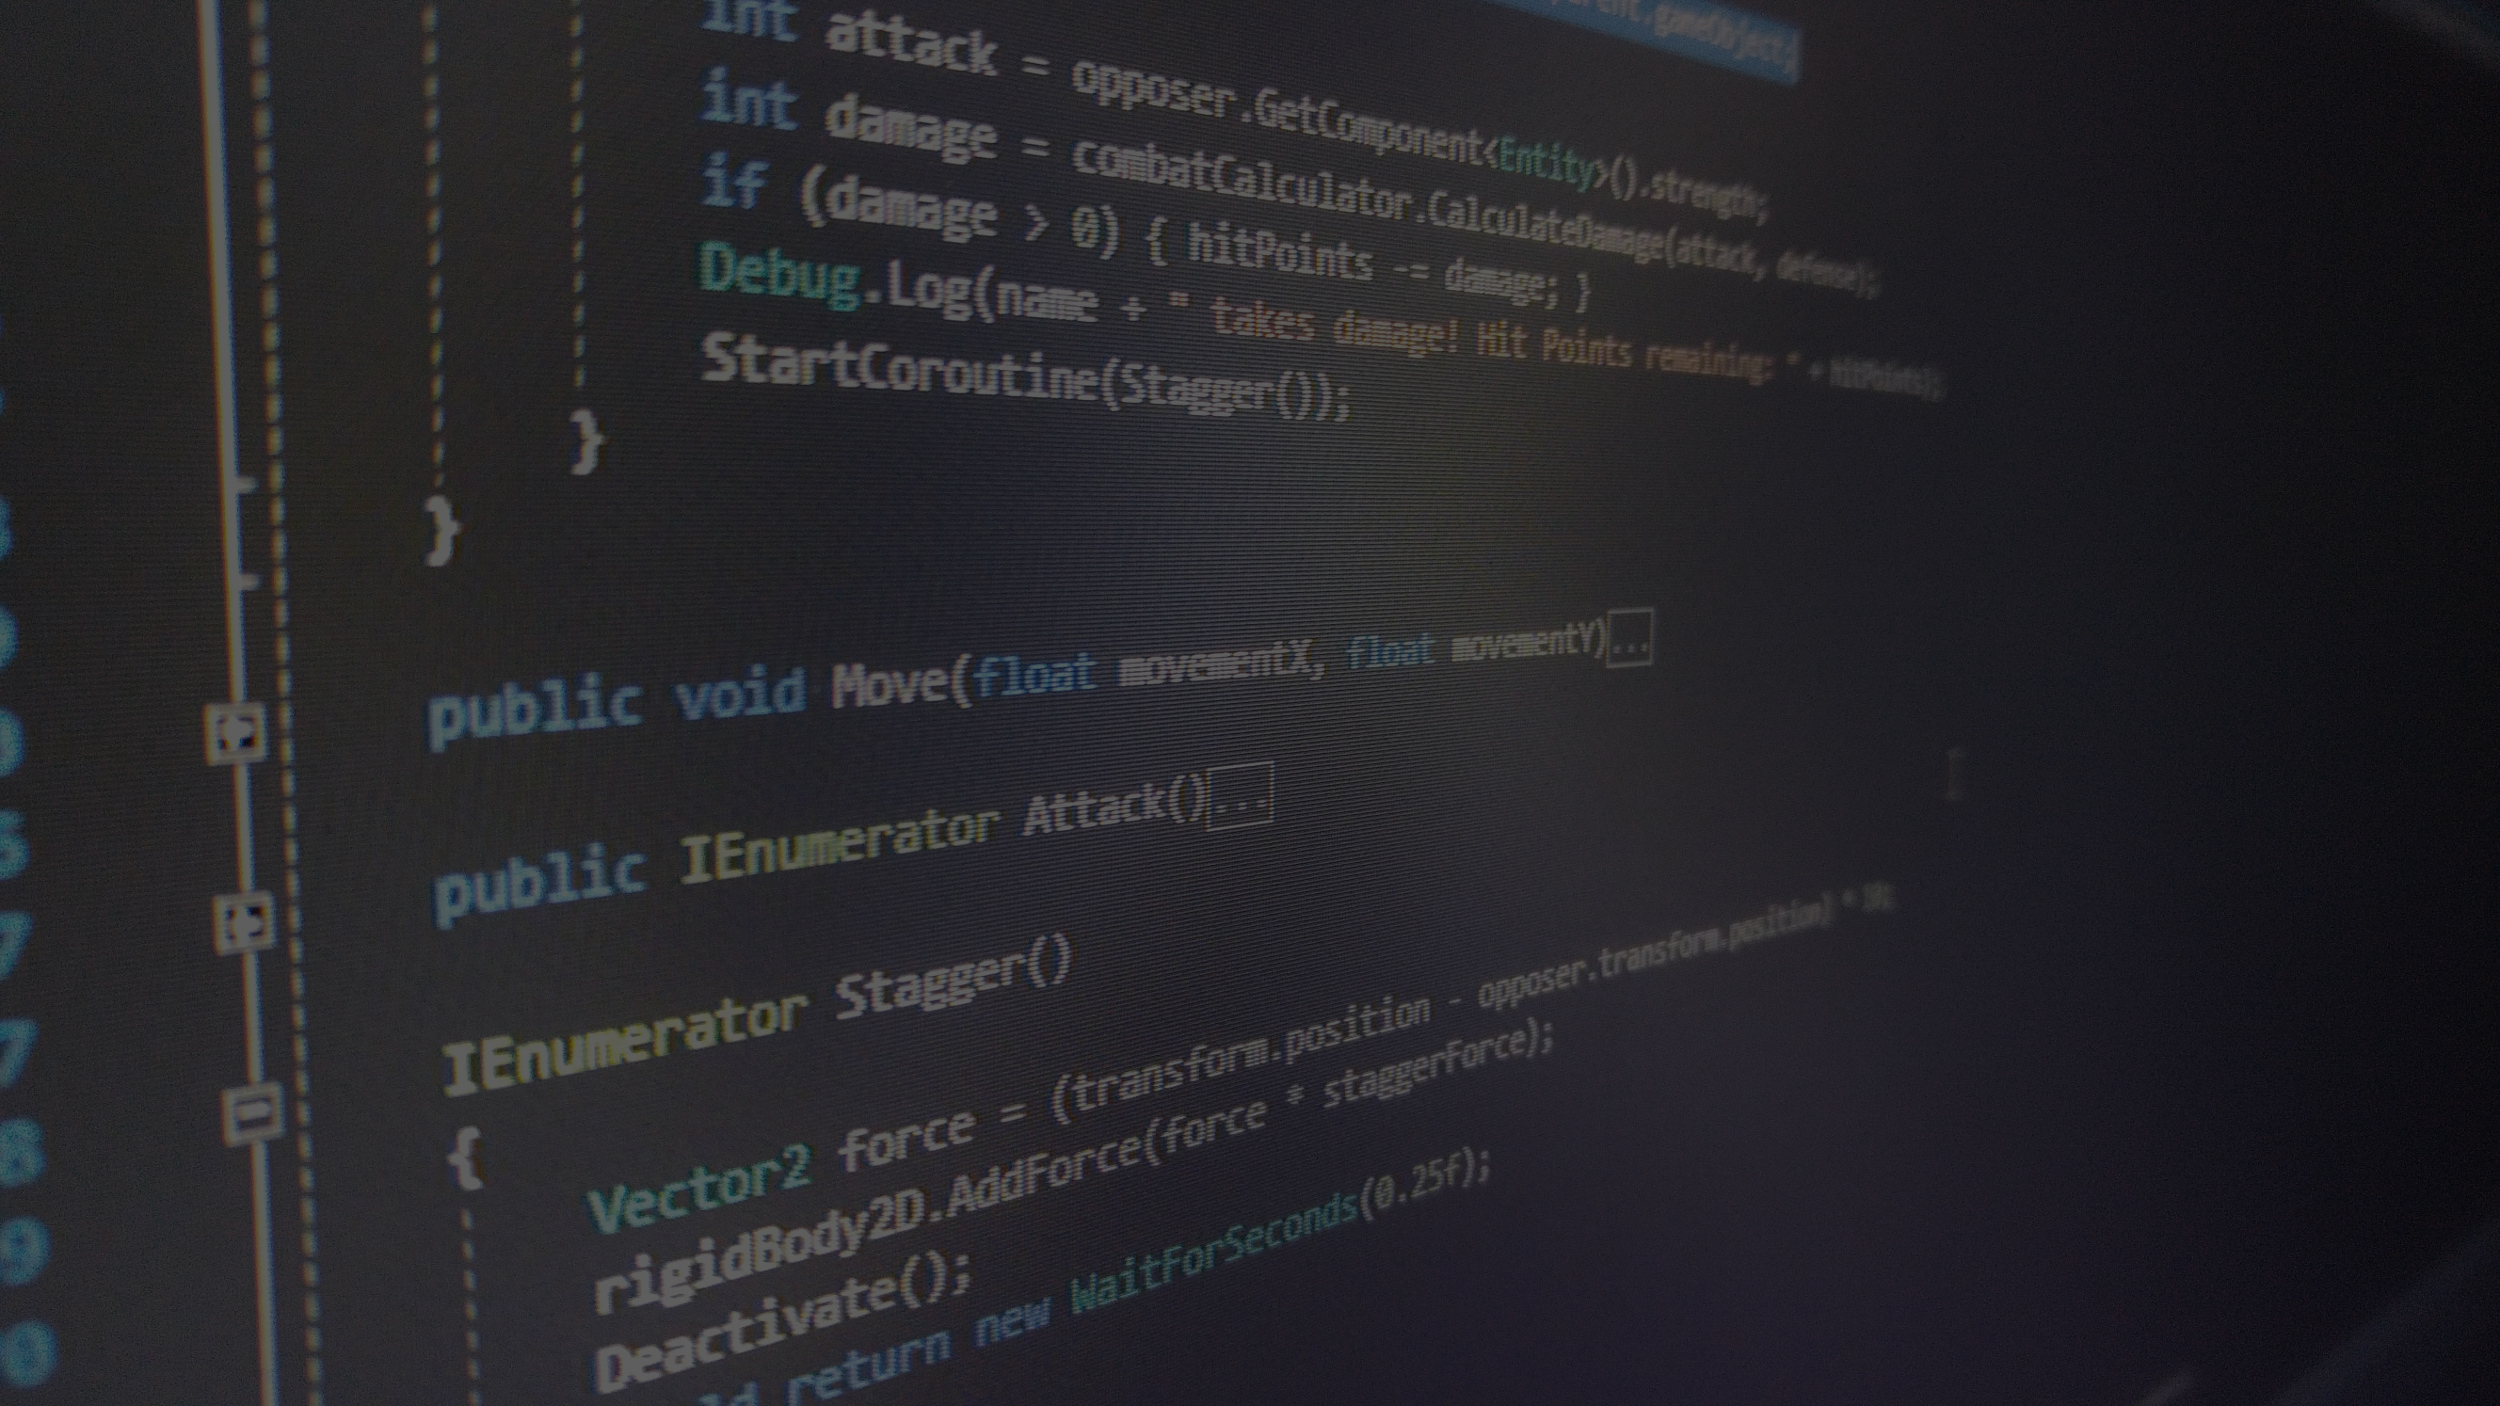 .gameObject;
int attack = opposer.GetComponent<Entity>().strength;
int damage = combatCalculator.CalculateDamage(attack, defense);
if (damage > 0) { hitPoints -= damage; }
Debug.Log(name + " takes damage! Hit Points remaining: " + hitPoints);
StartCoroutine(Stagger());
}
}
public void Move(float movementX, float movementY)...
public IEnumerator Attack()...
IEnumerator Stagger()
{
Vector2 force = (transform.position - opposer.transform.position) * 10;
rigidBody2D.AddForce(force * staggerForce);
Deactivate();
return new WaitForSeconds(0.25f);